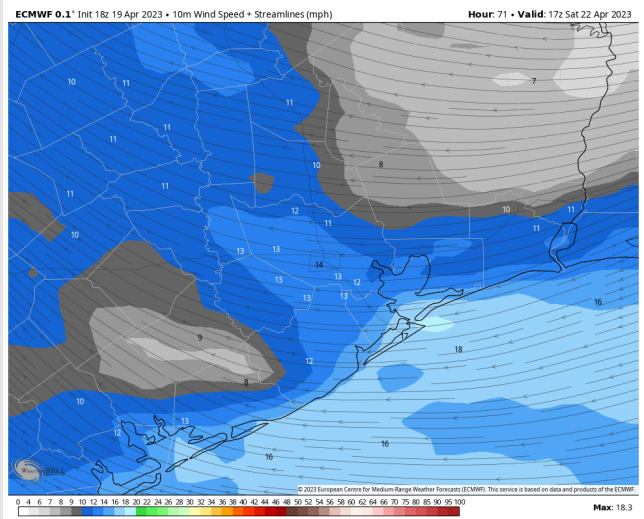 ECMWF 0.1° Init 18z 19 Apr 2023 • 10m Wind Speed + Streamlines (mph)
Hour: 71 • Valid: 17z Sat 22 Apr 2023
10 11 7
11
11 11
10 8
11 11
12 10 11
11 11
10
13 13
14
13 13 12
13 13
16
17
9 18
12
8
10
13
12
16
16
WeatherBELL
© 2023 European Centre for Medium-Range Weather Forecasts (ECMWF). This service is based on data and products of the ECMWF.
0 4 6 7 8 9 10 12 14 15 16 18 20 22 24 26 28 30 32 34 36 38 40 42 44 46 48 50 52 54 56 58 60 65 70 75 80 85 90 95 100
Max: 18.3